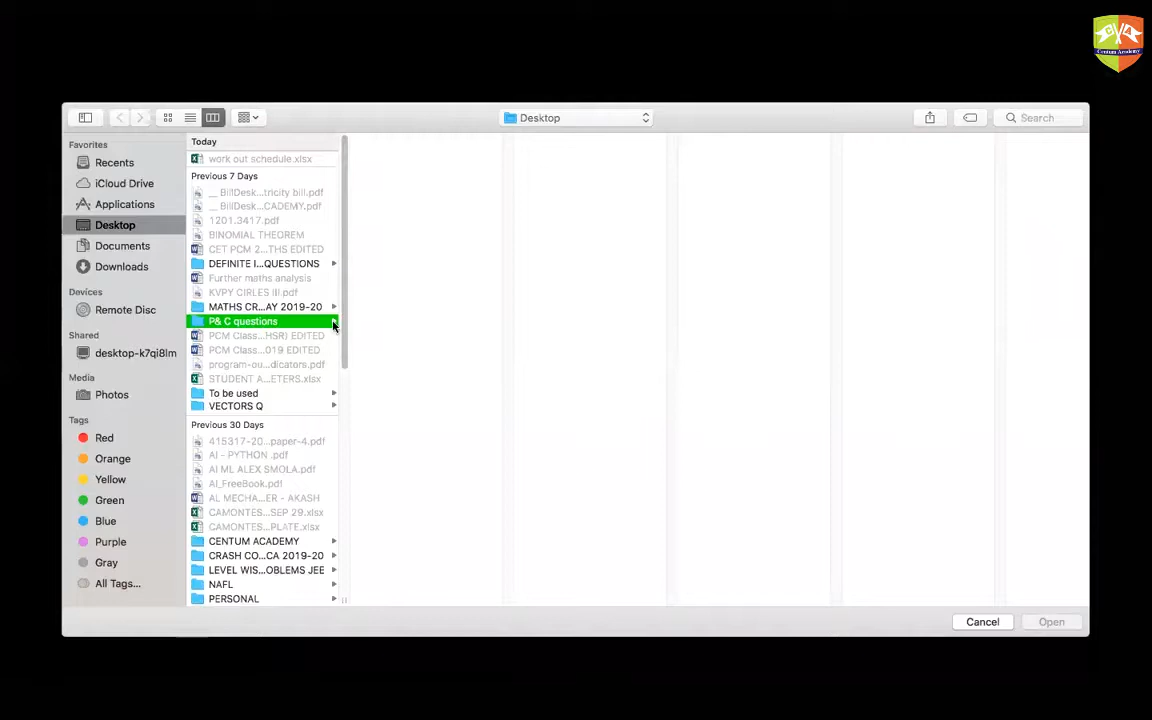 Centum Academy
Desktop
Search
Favorites
Recents
iCloud Drive
Applications
Desktop
Documents
Downloads
Devices
Remote Disc
Shared
desktop-k7qi8lm
Media
Photos
Tags
Red
Orange
Yellow
Green
Blue
Purple
Gray
All Tags...
Today
work out schedule.xlsx
Previous 7 Days
__ BillDesk...tricity bill.pdf
__ BillDesk...CADEMY.pdf
1201.3417.pdf
BINOMIAL THEOREM
CET PCM 2...THS EDITED
DEFINITE I...QUESTIONS
Further maths analysis
KVPY CIRLES III.pdf
MATHS CR...AY 2019-20
P& C questions
PCM Class...HSR) EDITED
PCM Class...019 EDITED
program-ou...dicators.pdf
STUDENT A...ETERS.xlsx
To be used
VECTORS Q
Previous 30 Days
415317-20...paper-4.pdf
AI - PYTHON .pdf
AI ML ALEX SMOLA.pdf
AI_FreeBook.pdf
AL MECHA...ER - AKASH
CAMONTES...SEP 29.xlsx
CAMONTES...PLATE.xlsx
CENTUM ACADEMY
CRASH CO...CA 2019-20
LEVEL WIS...OBLEMS JEE
NAFL
PERSONAL
Cancel
Open